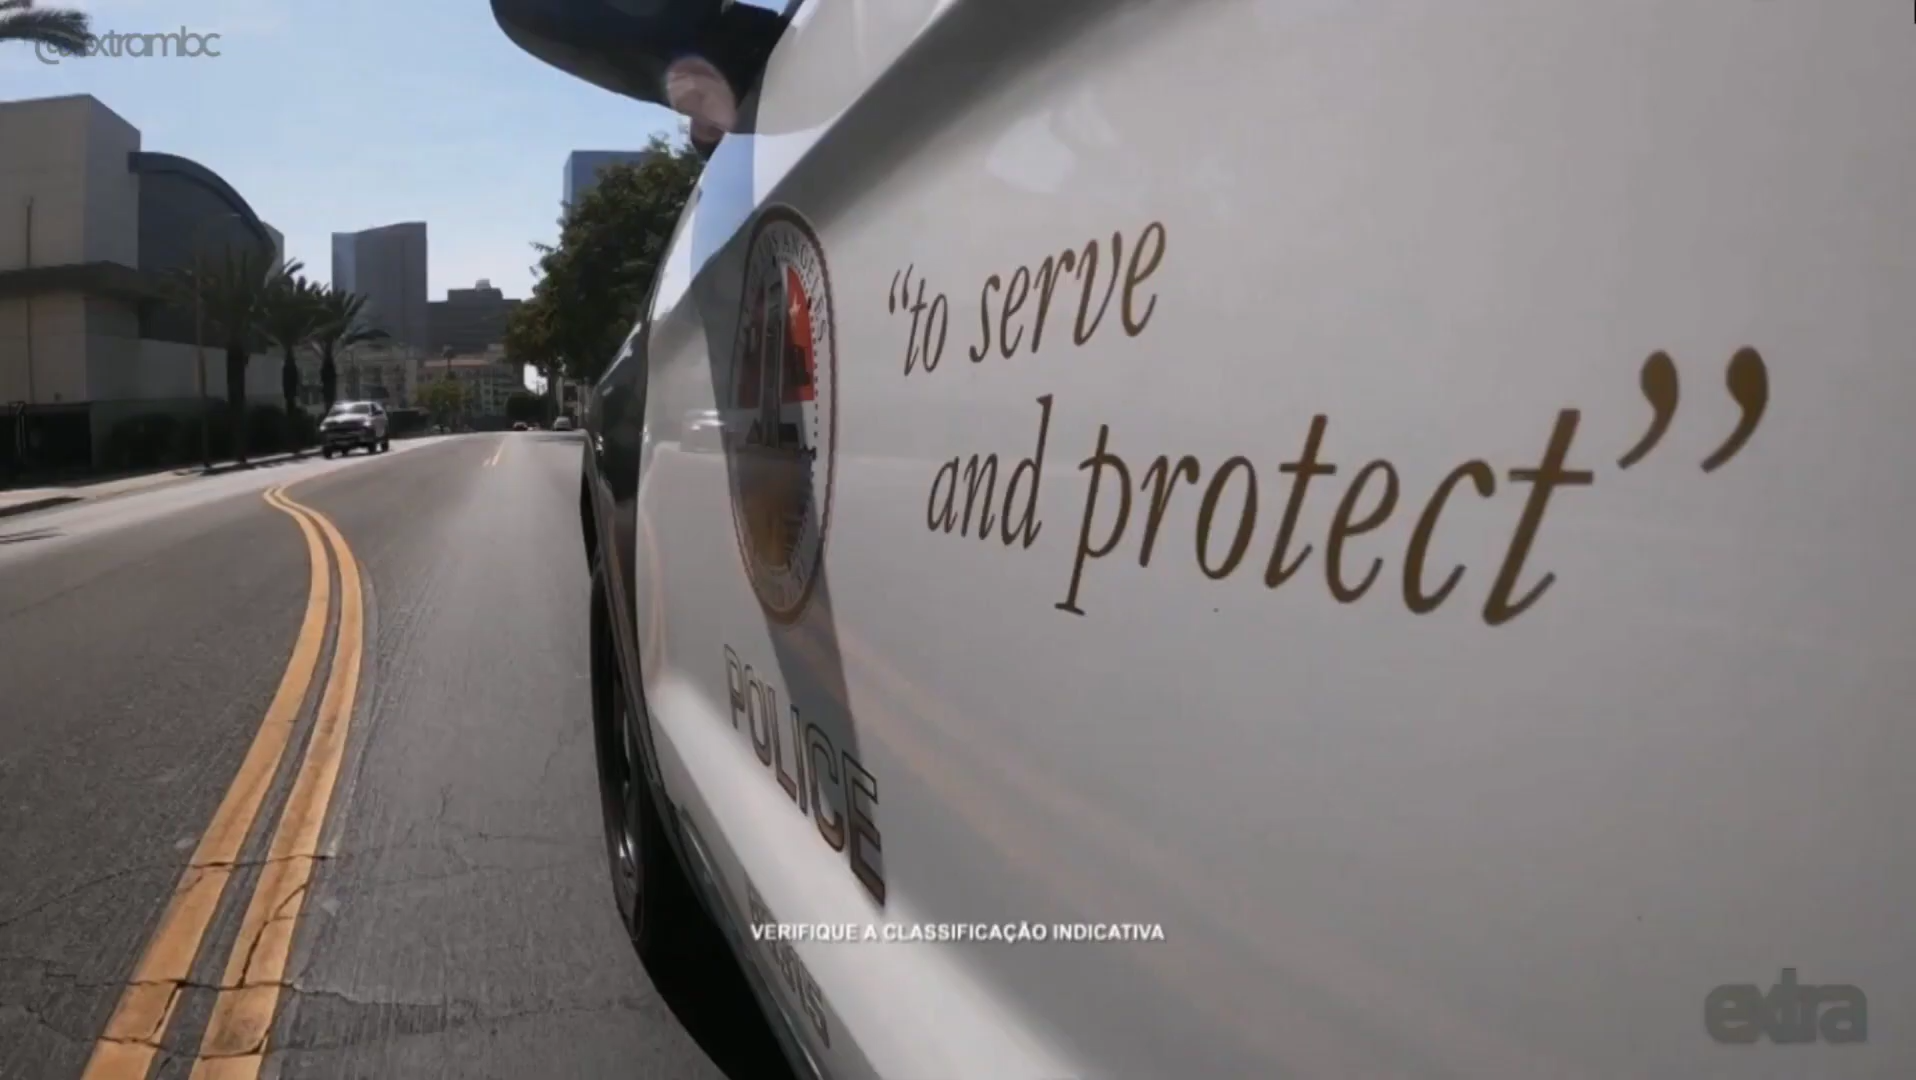 @extrambc
“to serve
and protect”
POLICE
VERIFIQUE A CLASSIFICAÇÃO INDICATIVA
extra